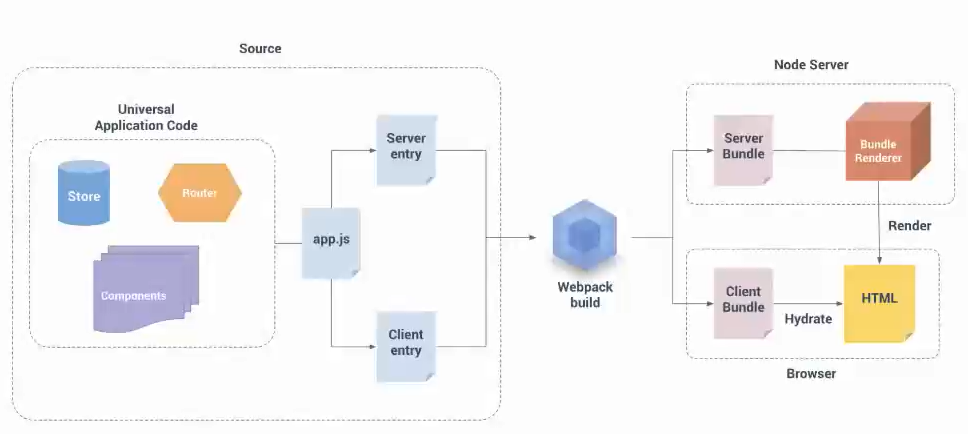 Source
Universal
Application Code
Store
Router
Components
app.js
Server
entry
Client
entry
Webpack
build
Node Server
Server
Bundle
Bundle
Renderer
Render
Client
Bundle
Hydrate
HTML
Browser